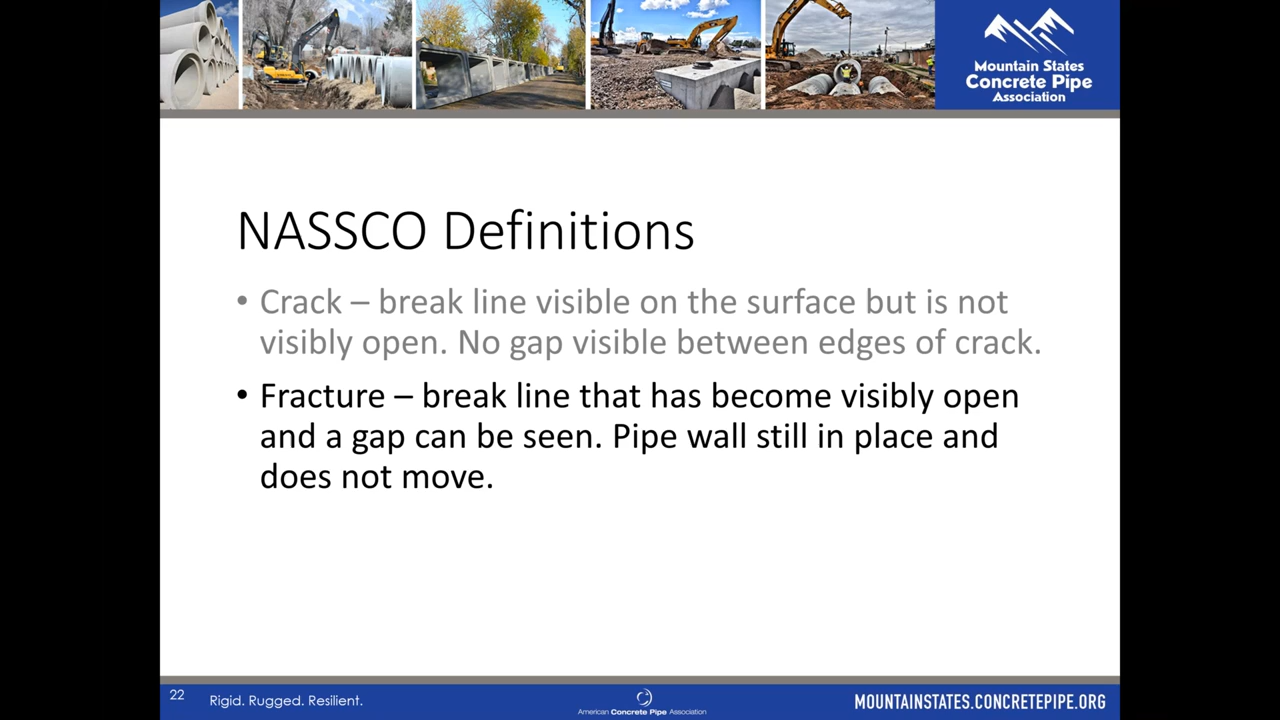 Mountain States
Concrete Pipe
Association
NASSCO Definitions
• Crack – break line visible on the surface but is not
visibly open. No gap visible between edges of crack.
• Fracture – break line that has become visibly open
and a gap can be seen. Pipe wall still in place and
does not move.
22
Rigid. Rugged. Resilient.
American Concrete Pipe Association
MOUNTAINSTATES.CONCRETEPIPE.ORG